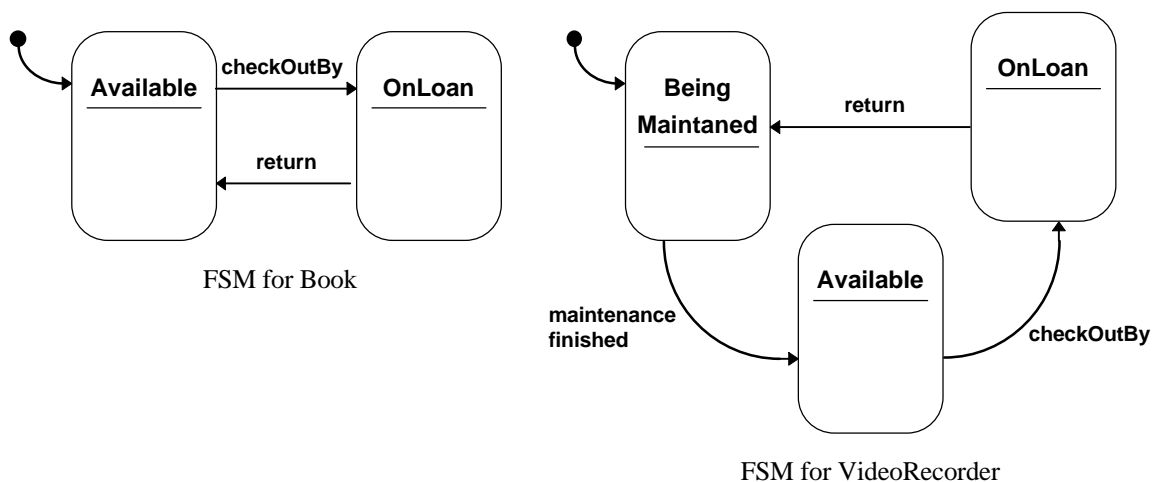 Available
checkOutBy
OnLoan
return
FSM for Book
Being
Maintaned
return
OnLoan
maintenance
finished
Available
checkOutBy
FSM for VideoRecorder